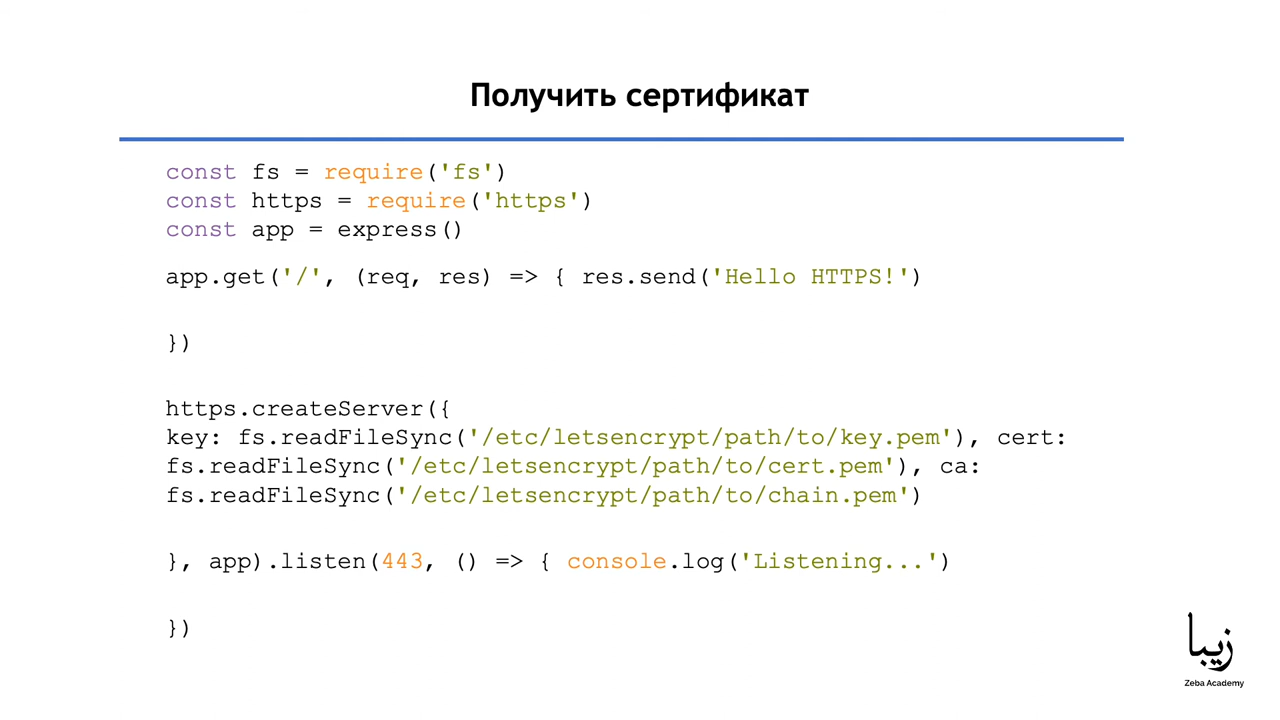 Получить сертификат
const fs = require('fs')
const https = require('https')
const app = express()
app.get('/', (req, res) => { res.send('Hello HTTPS!')
})
https.createServer({
key: fs.readFileSync('/etc/letsencrypt/path/to/key.pem'), cert:
fs.readFileSync('/etc/letsencrypt/path/to/cert.pem'), ca:
fs.readFileSync('/etc/letsencrypt/path/to/chain.pem')
}, app).listen(443, () => { console.log('Listening...')
})
زيبا
Zeba Academy